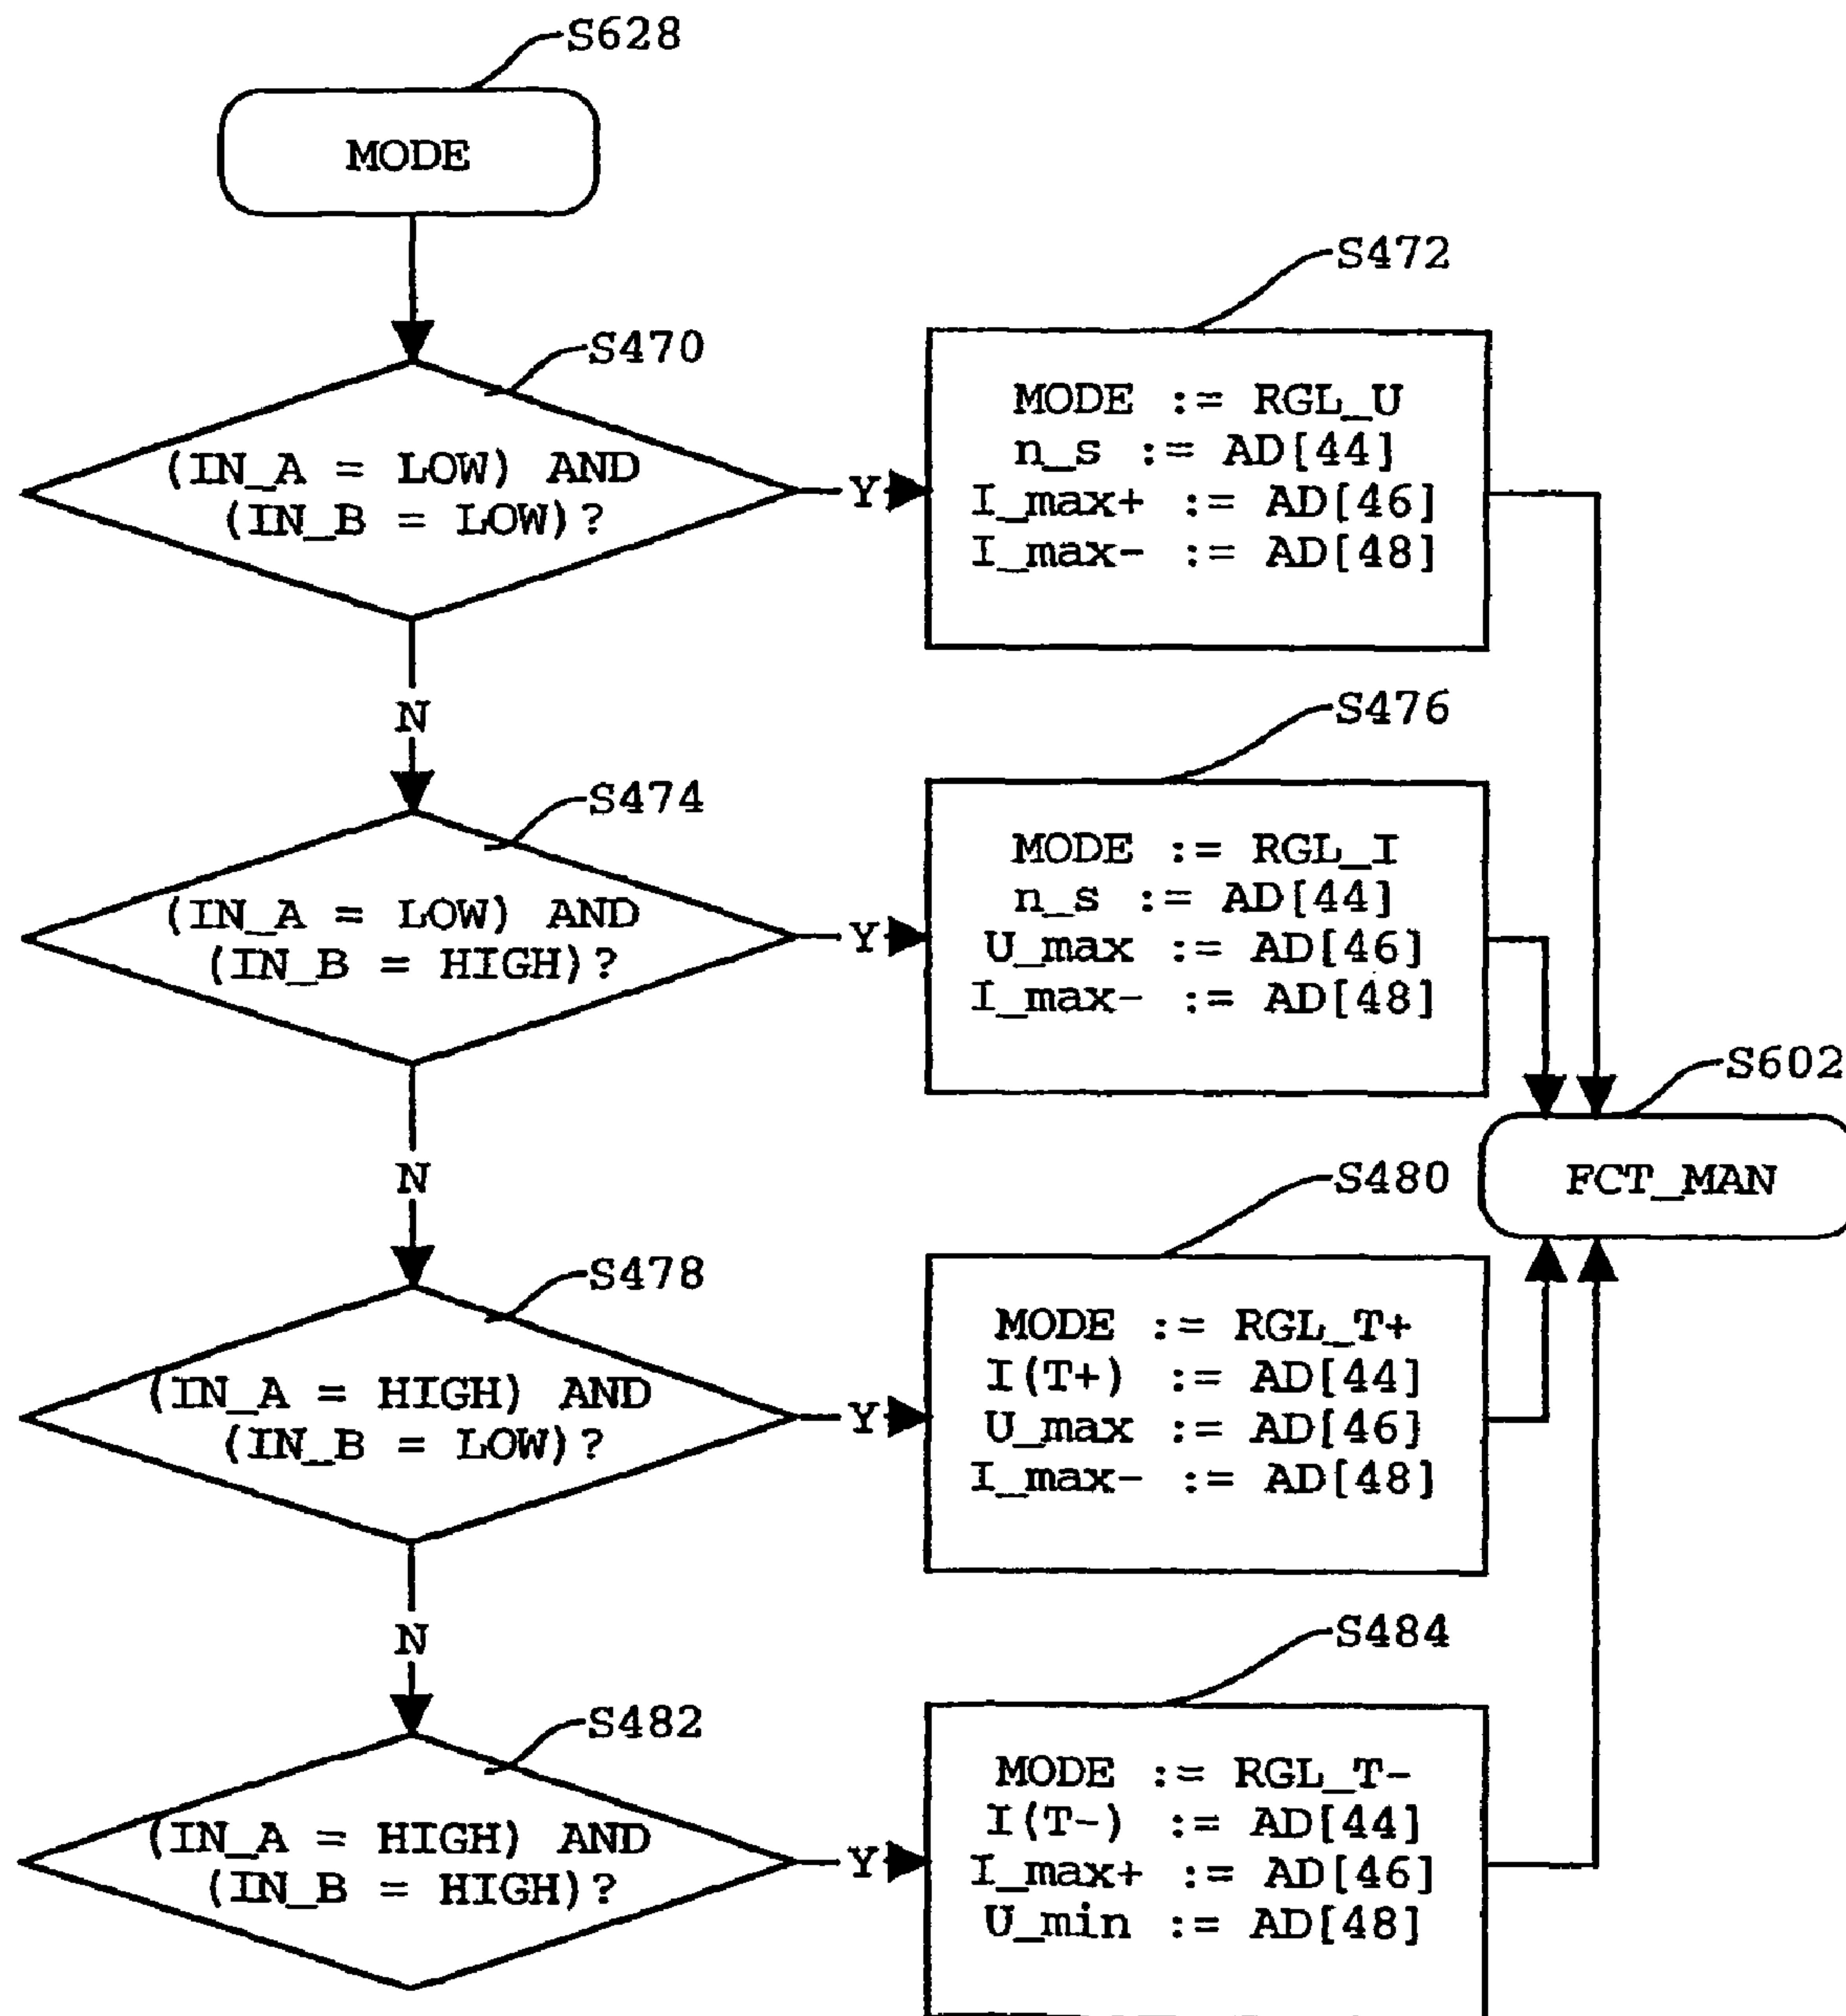 S628
MODE
S470
(IN_A = LOW) AND
(IN_B = LOW)?
Y
S472
MODE := RGL_U
n_s := AD[44]
I_max+ := AD[46]
I_max- := AD[48]
N
S474
(IN_A = LOW) AND
(IN_B = HIGH)?
Y
S476
MODE := RGL_I
n_s := AD[44]
U_max := AD[46]
I_max- := AD[48]
S602
FCT_MAN
N
S478
(IN_A = HIGH) AND
(IN_B = LOW)?
Y
S480
MODE := RGL_T+
I(T+) := AD[44]
U_max := AD[46]
I_max- := AD[48]
N
S482
(IN_A = HIGH) AND
(IN_B = HIGH)?
Y
S484
MODE := RGL_T-
I(T-) := AD[44]
I_max+ := AD[46]
U_min := AD[48]